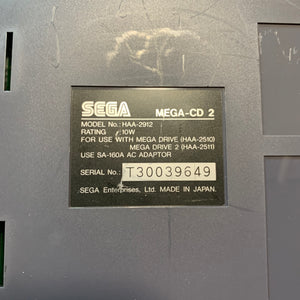 SEGA MEGA-CD 2
MODEL No.: HAA-2912
RATING : 10W
FOR USE WITH MEGA DRIVE (HAA-2510)
MEGA DRIVE 2 (HAA-2511)
USE SA-160A AC ADAPTOR
SERIAL No.: T30039649
SEGA Enterprises, Ltd. MADE IN JAPAN.